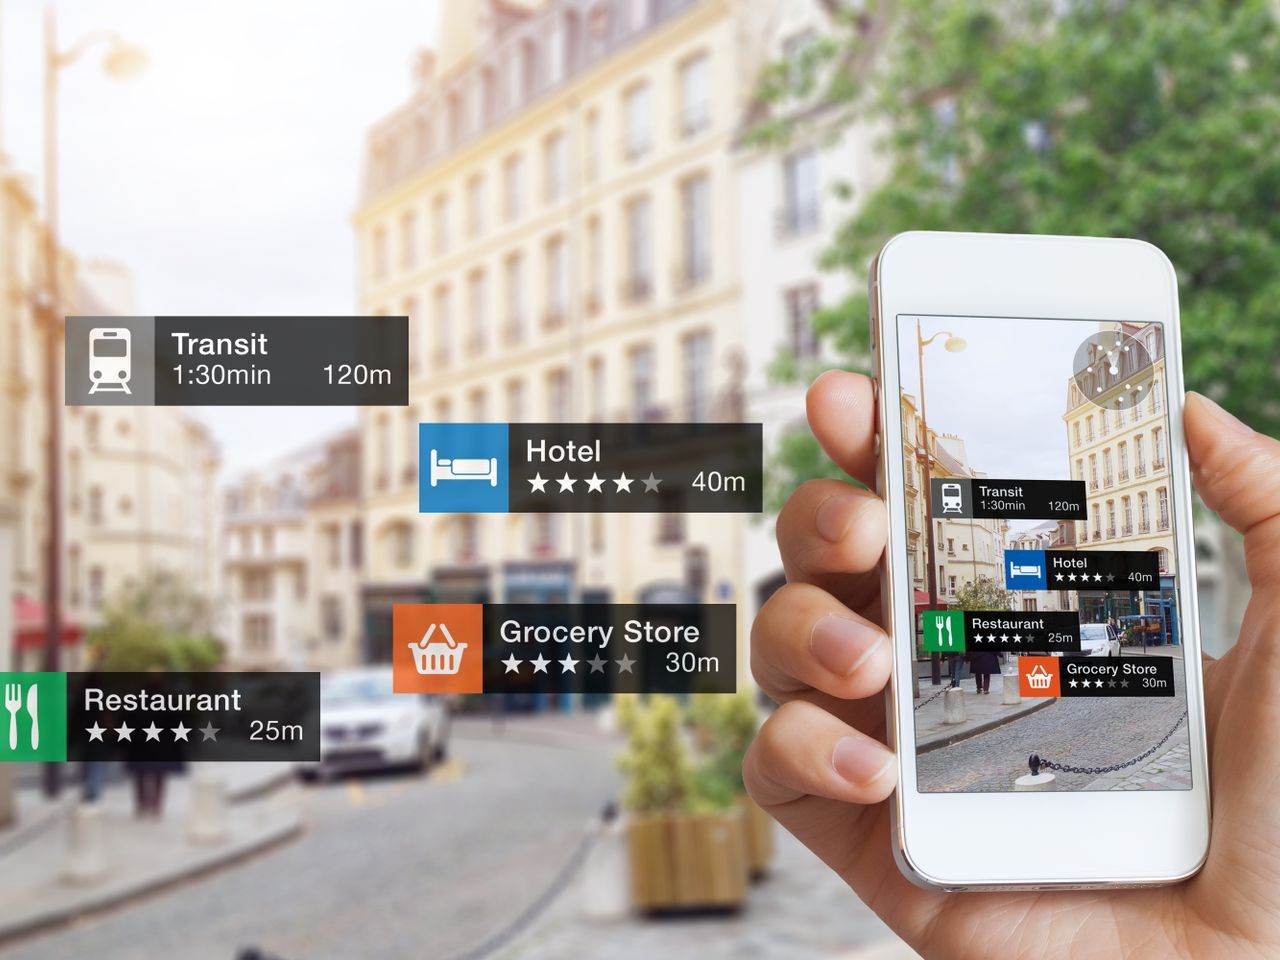 Transit
1:30min 120m
Hotel
★★★★★ 40m
Grocery Store
★★★★★ 30m
Restaurant
★★★★★ 25m
Transit
1:30min 120m
Hotel
★★★★★ 40m
Restaurant
★★★★★ 25m
Grocery Store
★★★★★ 30m